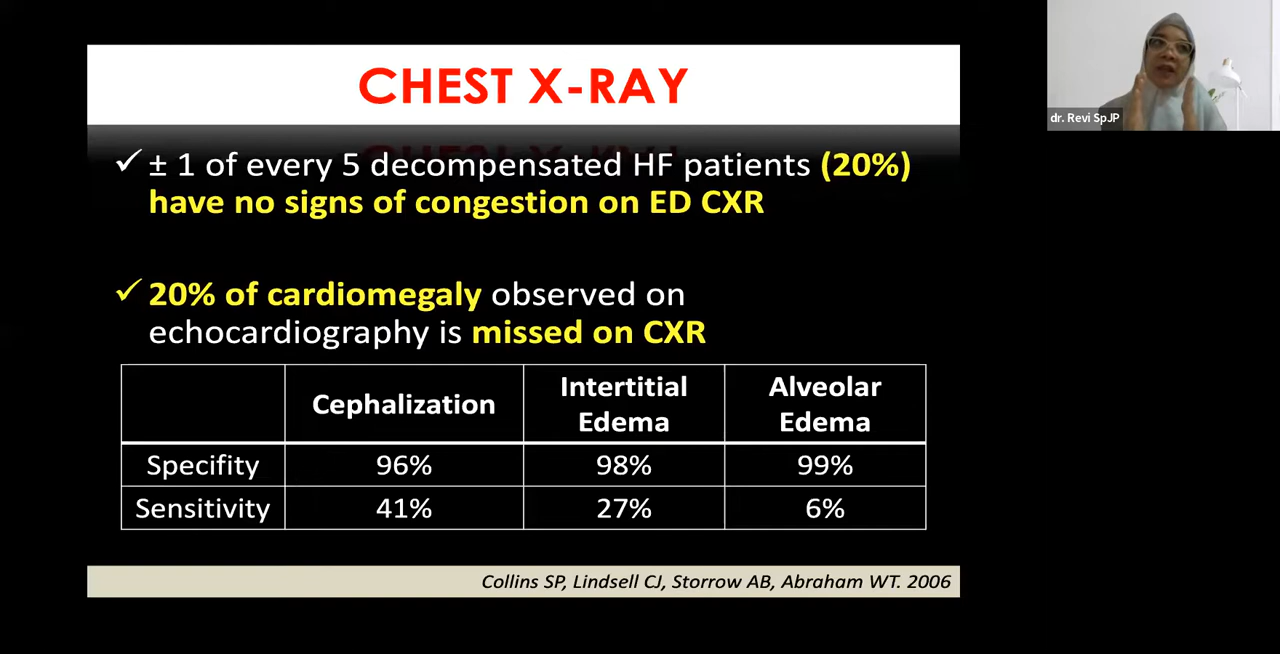 CHEST X-RAY
dr. Revi SpJP
✓ ± 1 of every 5 decompensated HF patients (20%)
have no signs of congestion on ED CXR
✓ 20% of cardiomegaly observed on
echocardiography is missed on CXR
Cephalization
Intertitial
Edema
Alveolar
Edema
Specifity 96% 98% 99%
Sensitivity 41% 27% 6%
Collins SP, Lindsell CJ, Storrow AB, Abraham WT. 2006